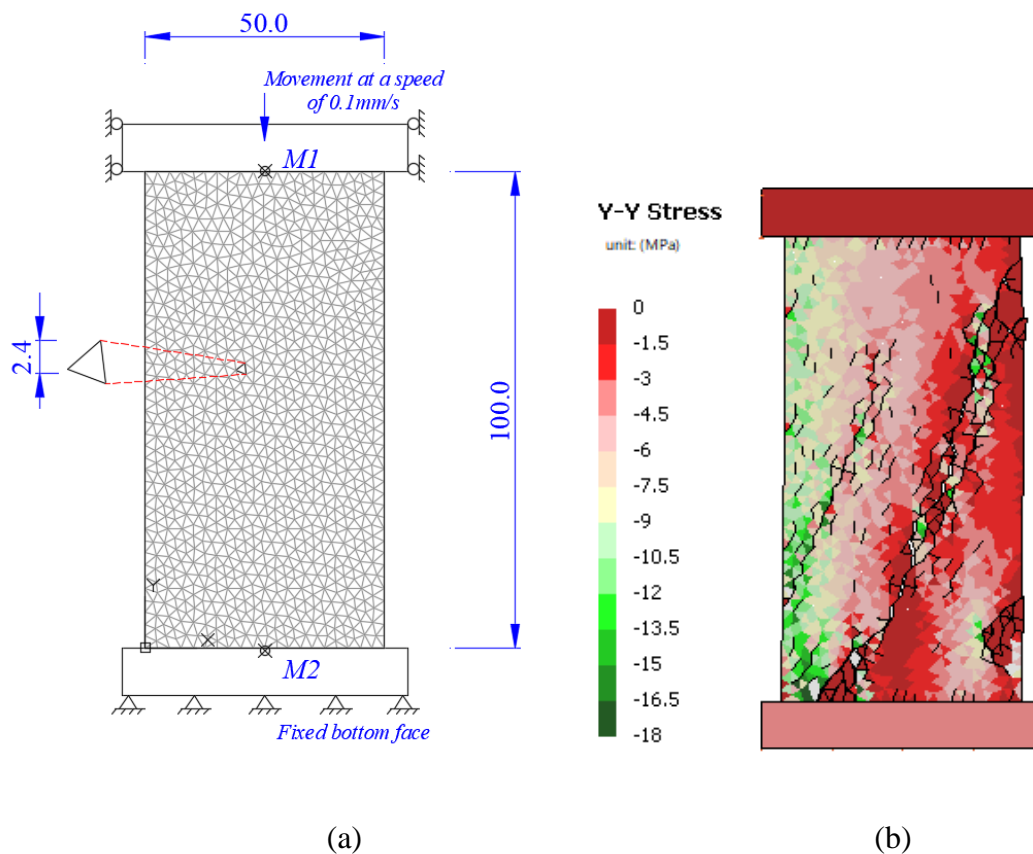 50.0
Movement at a speed
of 0.1mm/s
M1
2.4
100.0
Y
X
M2
Fixed bottom face
(a)
Y-Y Stress
unit: (MPa)
0
-1.5
-3
-4.5
-6
-7.5
-9
-10.5
-12
-13.5
-15
-16.5
-18
(b)